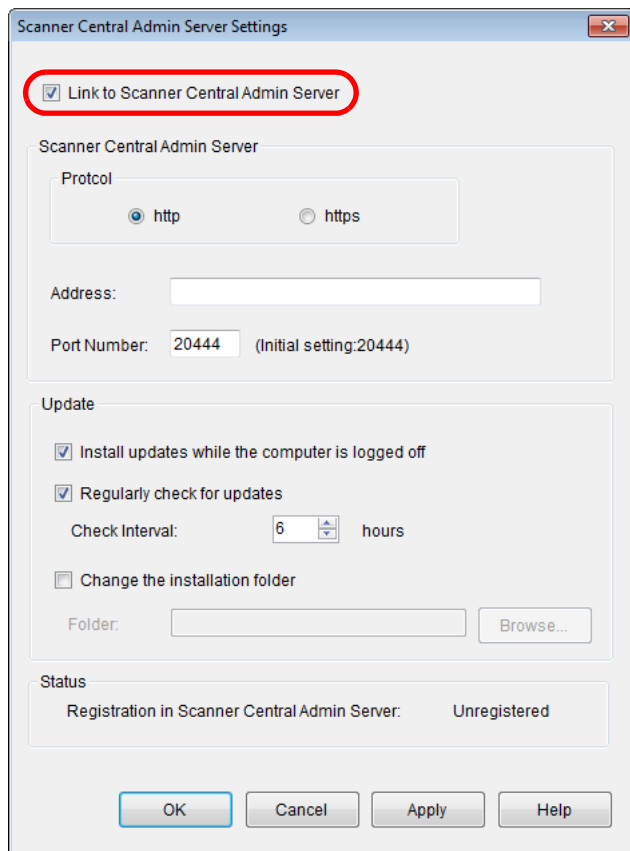 Scanner Central Admin Server Settings
Link to Scanner Central Admin Server
Scanner Central Admin Server
Protcol
http https
Address:
Port Number: 20444 (Initial setting:20444)
Update
Install updates while the computer is logged off
Regularly check for updates
Check Interval: 6 hours
Change the installation folder
Folder: Browse...
Status
Registration in Scanner Central Admin Server: Unregistered
OK Cancel Apply Help